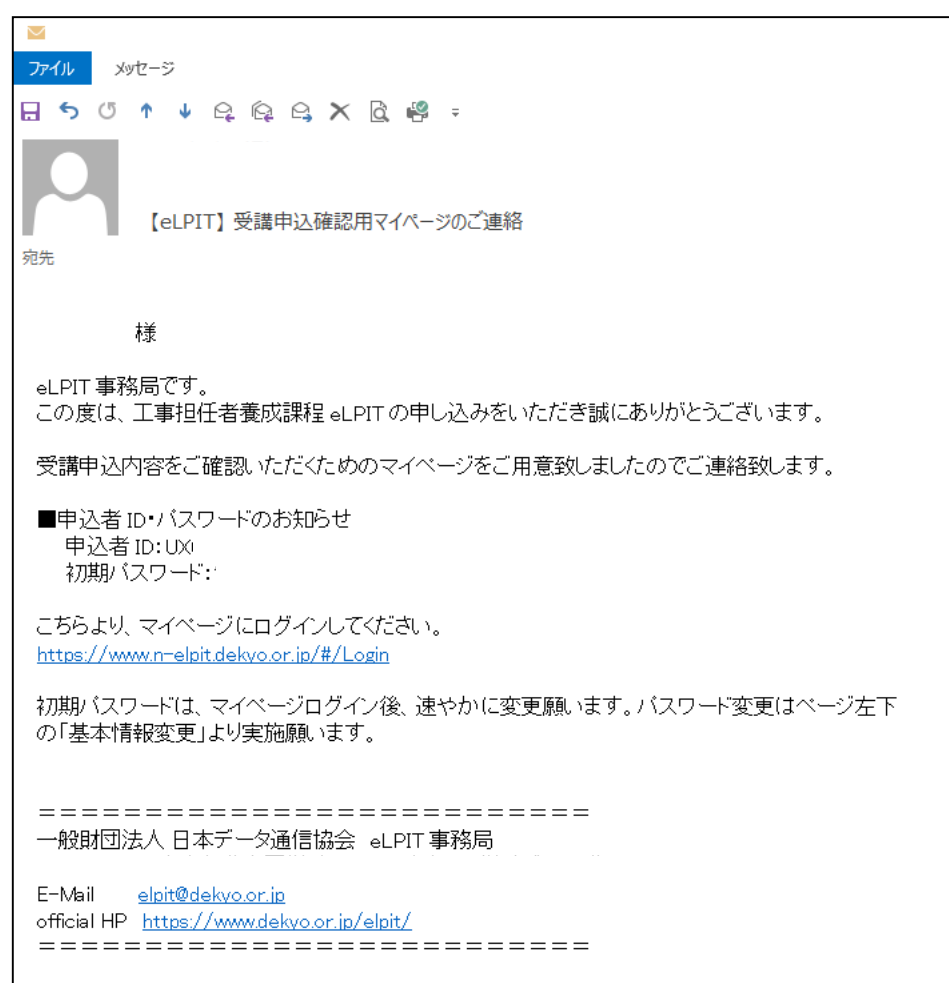 ファイル メッセージ
【eLPIT】受講申込確認用マイページのご連絡
宛先
様
eLPIT 事務局です。
この度は、工事担任者養成課程 eLPIT の申し込みをいただき誠にありがとうございます。
受講申込内容をご確認いただくためのマイページをご用意致しましたのでご連絡致します。
■申込者 ID・パスワードのお知らせ
申込者 ID：UX
初期パスワード：
こちらより、マイページにログインしてください。
https://www.n-elpit.dekyo.or.jp/#/Login
初期パスワードは、マイページログイン後、速やかに変更願います。パスワード変更はページ左下
の「基本情報変更」より実施願います。
＝＝＝＝＝＝＝＝＝＝＝＝＝＝＝＝＝＝＝＝＝＝＝＝＝
一般財団法人 日本データ通信協会 eLPIT 事務局
E-Mail elpit@dekyo.or.jp
official HP https://www.dekyo.or.jp/elpit/
＝＝＝＝＝＝＝＝＝＝＝＝＝＝＝＝＝＝＝＝＝＝＝＝＝